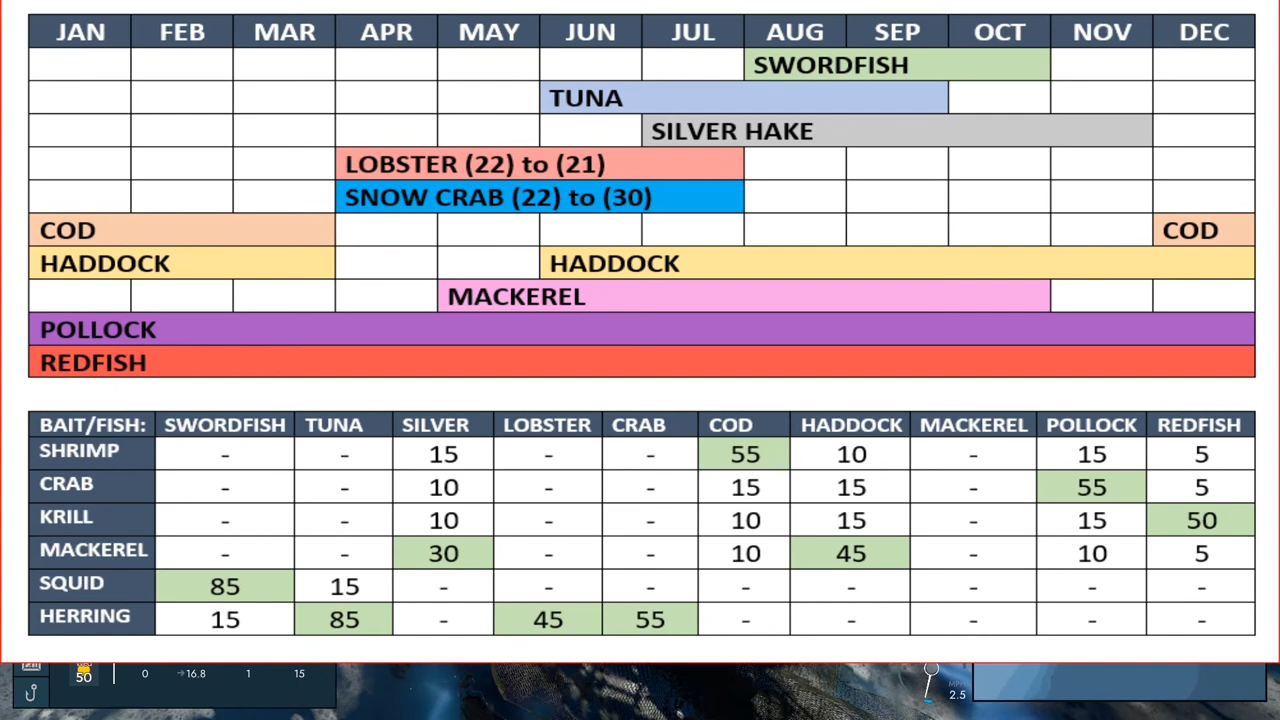 JAN FEB MAR APR MAY JUN JUL AUG SEP OCT NOV DEC
SWORDFISH
TUNA
SILVER HAKE
LOBSTER (22) to (21)
SNOW CRAB (22) to (30)
COD COD
HADDOCK HADDOCK
MACKEREL
POLLOCK
REDFISH
BAIT/FISH: SWORDFISH TUNA SILVER LOBSTER CRAB COD HADDOCK MACKEREL POLLOCK REDFISH
SHRIMP - - 15 - - 55 10 - 15 5
CRAB - - 10 - - 15 15 - 55 5
KRILL - - 10 - - 10 15 - 15 50
MACKEREL - - 30 - - 10 45 - 10 5
SQUID 85 15 - - - - - - - -
HERRING 15 85 - 45 55 - - - - -
50 0 →16.8 1 15 MPH
2.5